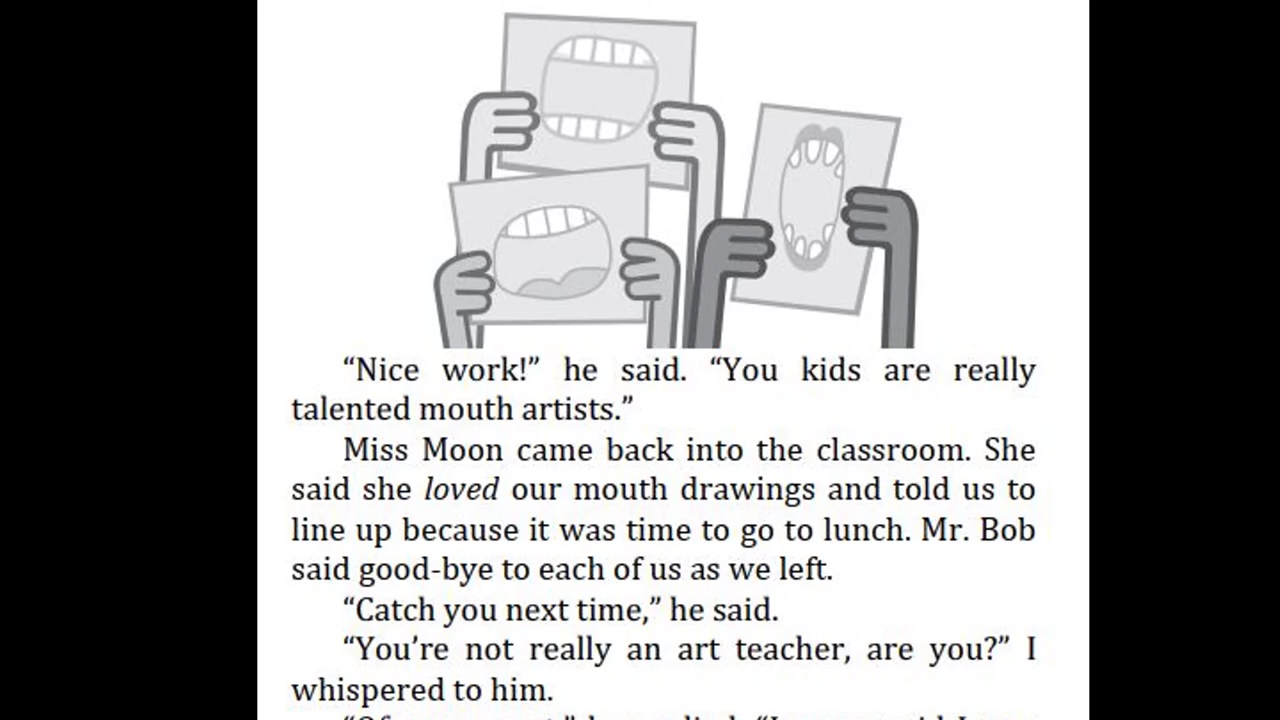 “Nice work!” he said. “You kids are really
talented mouth artists.”
Miss Moon came back into the classroom. She
said she loved our mouth drawings and told us to
line up because it was time to go to lunch. Mr. Bob
said good-bye to each of us as we left.
“Catch you next time,” he said.
“You’re not really an art teacher, are you?” I
whispered to him.